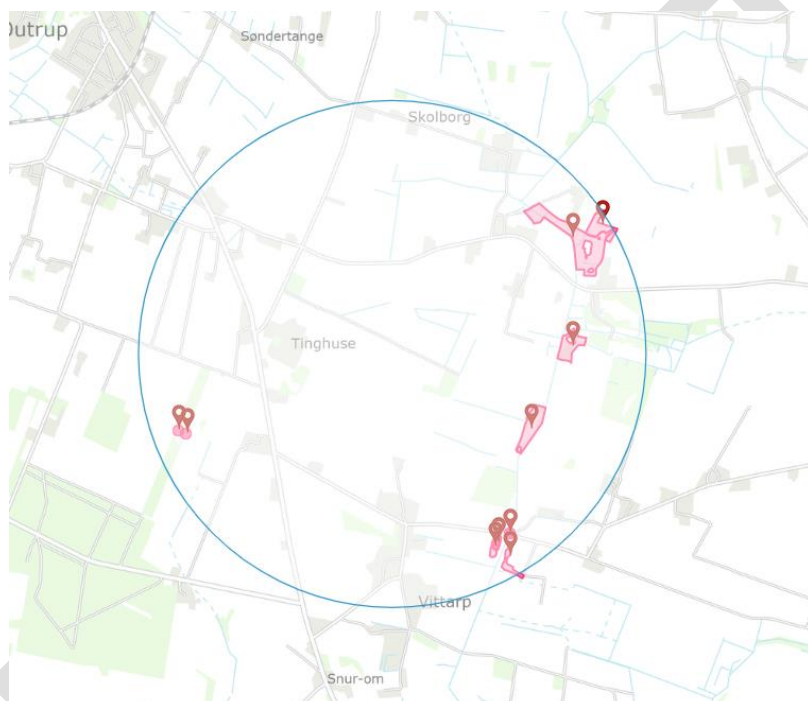 Outrup
Søndertange
Skolborg
Tinghuse
Vittarp
Snur-om